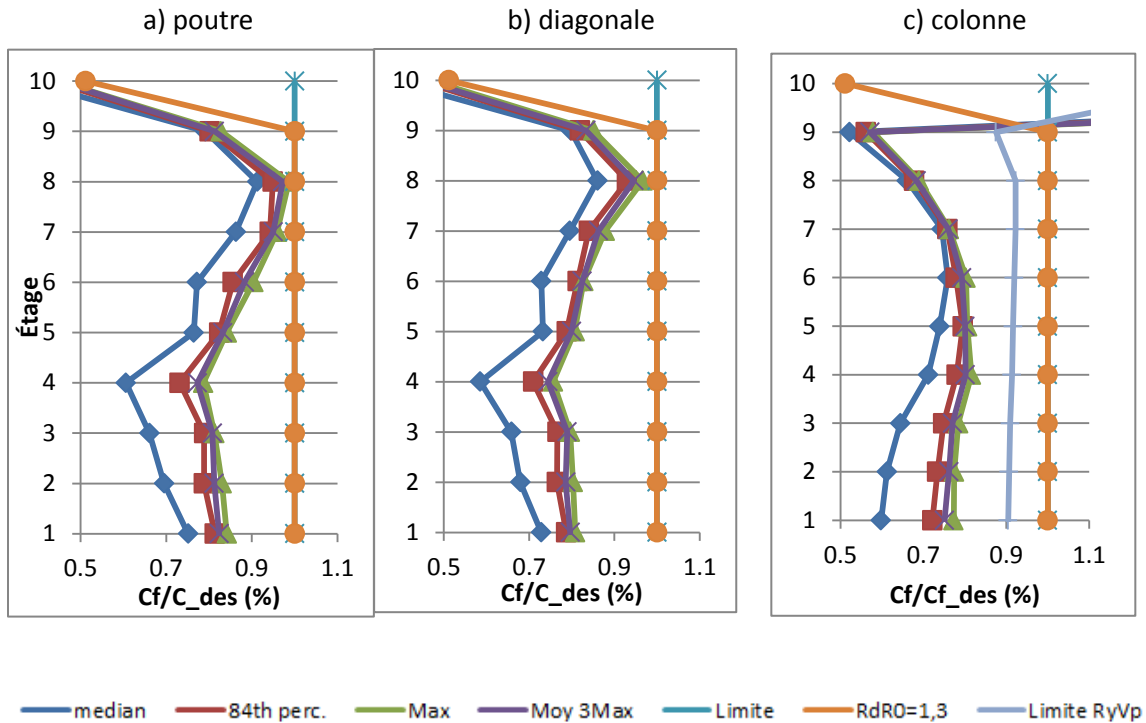 a) poutre b) diagonale c) colonne
10 10 10
9 9 9
8 8 8
7 7 7
6 6 6
5 5 5
4 4 4
3 3 3
2 2 2
1 1 1
Étage
0.5 0.7 0.9 1.1 0.5 0.7 0.9 1.1 0.5 0.7 0.9 1.1
Cf/C_des (%) Cf/C_des (%) Cf/Cf_des (%)
median 84th perc. Max Moy 3Max Limite RdR0=1,3 Limite RyVp